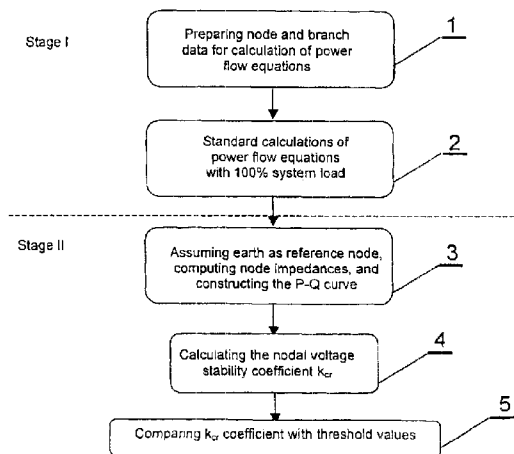 Stage I
Preparing node and branch
data for calculation of power
flow equations
1
Standard calculations of
power flow equations
with 100% system load
2
Stage II
Assuming earth as reference node,
computing node impedances, and
constructing the P-Q curve
3
Calculating the nodal voltage
stability coefficient kcr
4
Comparing kcr coefficient with threshold values
5